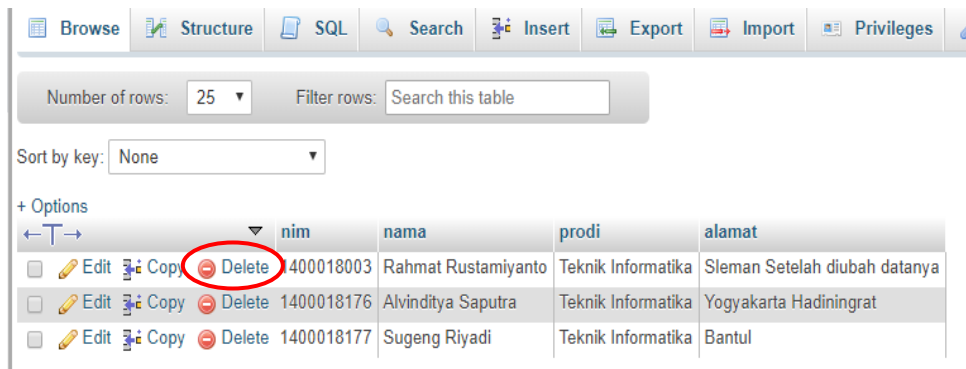 Browse Structure SQL Search Insert Export Import Privileges
Number of rows: 25 Filter rows: Search this table
Sort by key: None
+ Options
nim nama prodi alamat
Edit Copy Delete 1400018003 Rahmat Rustamiyanto Teknik Informatika Sleman Setelah diubah datanya
Edit Copy Delete 1400018176 Alvinditya Saputra Teknik Informatika Yogyakarta Hadiningrat
Edit Copy Delete 1400018177 Sugeng Riyadi Teknik Informatika Bantul